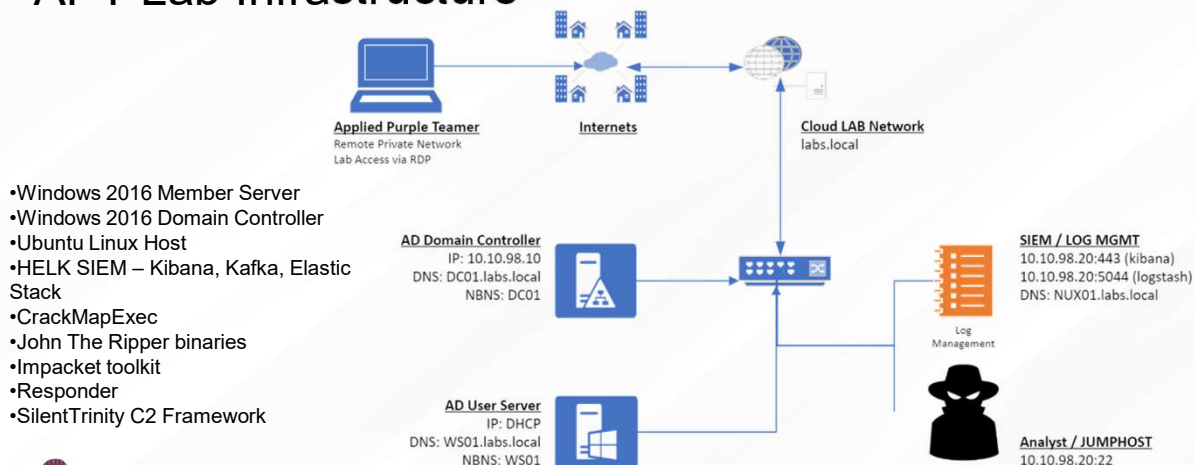 APT Lab Infrastructure
Applied Purple Teamer
Remote Private Network
Lab Access via RDP
Internets
Cloud LAB Network
labs.local
•Windows 2016 Member Server
•Windows 2016 Domain Controller
•Ubuntu Linux Host
•HELK SIEM – Kibana, Kafka, Elastic
Stack
•CrackMapExec
•John The Ripper binaries
•Impacket toolkit
•Responder
•SilentTrinity C2 Framework
AD Domain Controller
IP: 10.10.98.10
DNS: DC01.labs.local
NBNS: DC01
SIEM / LOG MGMT
10.10.98.20:443 (kibana)
10.10.98.20:5044 (logstash)
DNS: NUX01.labs.local
Log
Management
AD User Server
IP: DHCP
DNS: WS01.labs.local
NBNS: WS01
Analyst / JUMPHOST
10.10.98.20:22